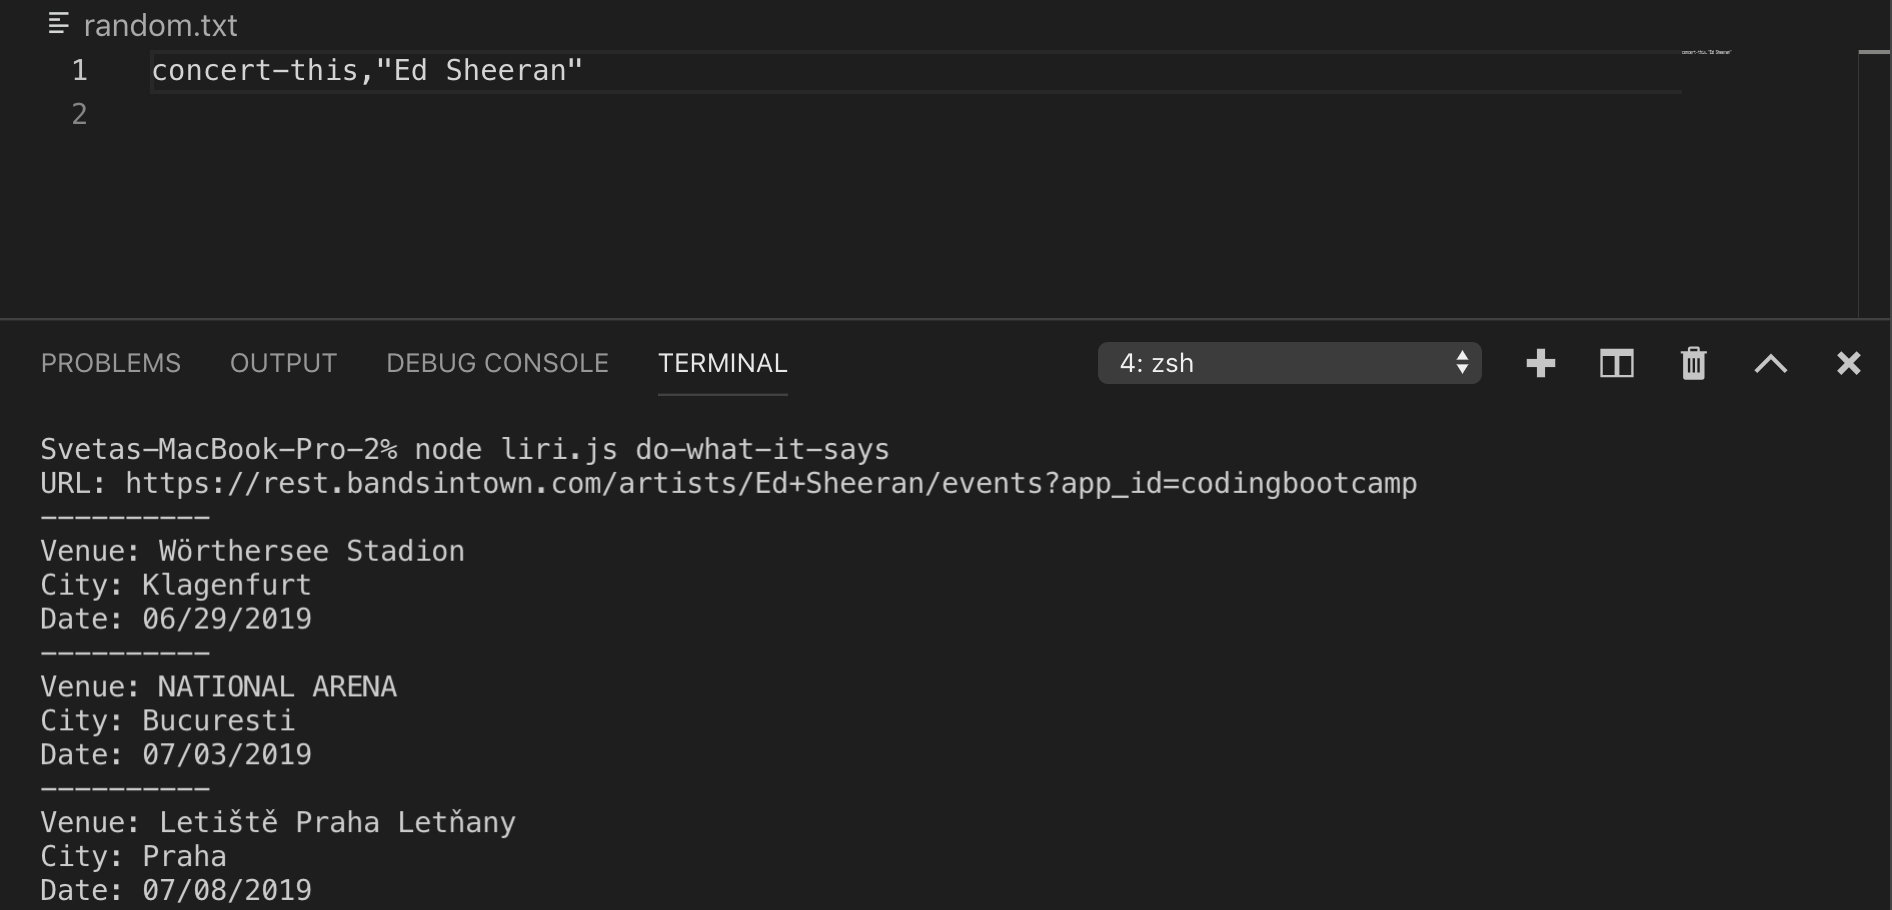 random.txt
1 concert-this,"Ed Sheeran"
2
PROBLEMS OUTPUT DEBUG CONSOLE TERMINAL 4: zsh
Svetas-MacBook-Pro-2% node liri.js do-what-it-says
URL: https://rest.bandsintown.com/artists/Ed+Sheeran/events?app_id=codingbootcamp
----------
Venue: Wörthersee Stadion
City: Klagenfurt
Date: 06/29/2019
----------
Venue: NATIONAL ARENA
City: Bucuresti
Date: 07/03/2019
----------
Venue: Letiště Praha Letňany
City: Praha
Date: 07/08/2019